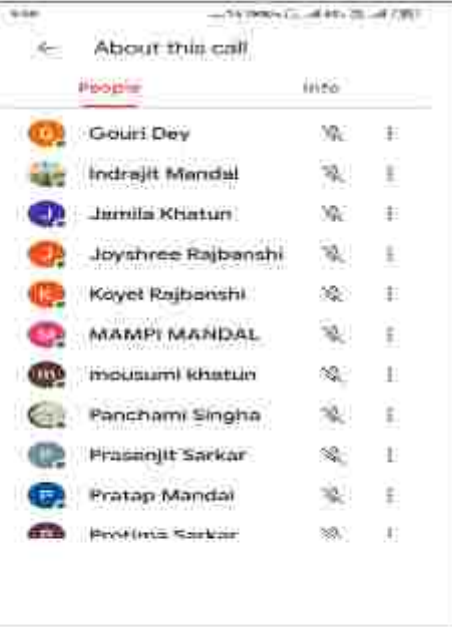 About this call
People
Info
Gouri Dey
Indrajit Mandal
Jamila Khatun
Joyshree Rajbanshi
Koyel Rajbanshi
MAMPI MANDAL
mousumi khatun
Panchami Singha
Prasenjit Sarkar
Pratap Mandal
Protima Sarkar